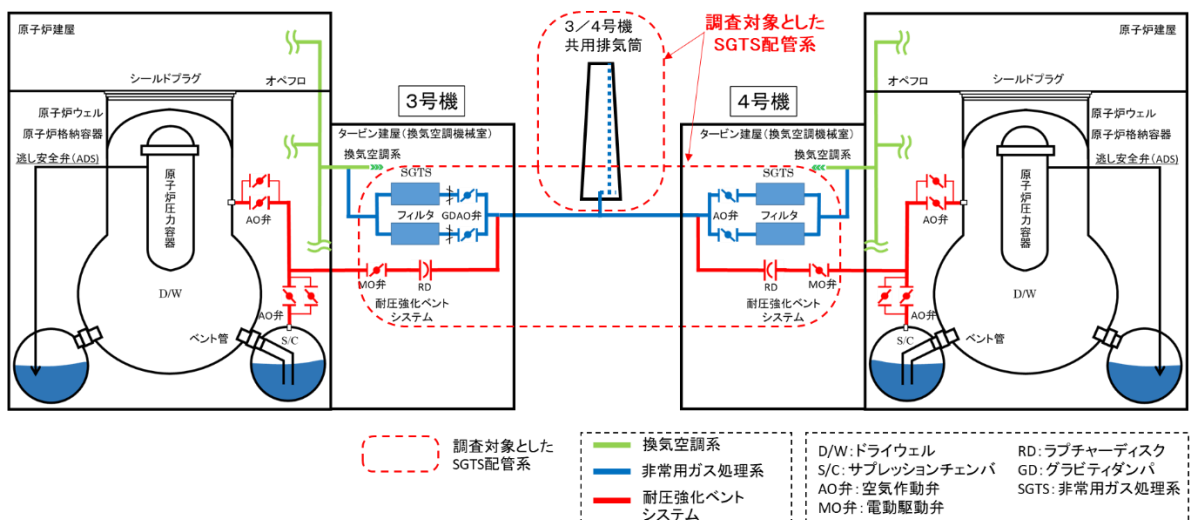 原子炉建屋
シールドプラグ
オペフロ
原子炉ウェル
原子炉格納容器
逃し安全弁(ADS)
原子炉圧力容器
AO弁
D/W
AO弁
S/C
ベント管
3号機
タービン建屋(換気空調機械室)
換気空調系
SGTS
フィルタ
GD
AO弁
MO弁
RD
耐圧強化ベント
システム
3/4号機
共用排気筒
調査対象とした
SGTS配管系
4号機
タービン建屋(換気空調機械室)
換気空調系
SGTS
AO弁
フィルタ
RD
MO弁
耐圧強化ベント
システム
原子炉建屋
オペフロ
シールドプラグ
原子炉ウェル
原子炉格納容器
逃し安全弁(ADS)
原子炉圧力容器
AO弁
D/W
AO弁
S/C
ベント管
調査対象とした
SGTS配管系
換気空調系
非常用ガス処理系
耐圧強化ベント
システム
D/W:ドライウェル
S/C:サプレッションチェンバ
AO弁:空気作動弁
MO弁:電動駆動弁
RD:ラプチャーディスク
GD:グラビティダンパ
SGTS:非常用ガス処理系